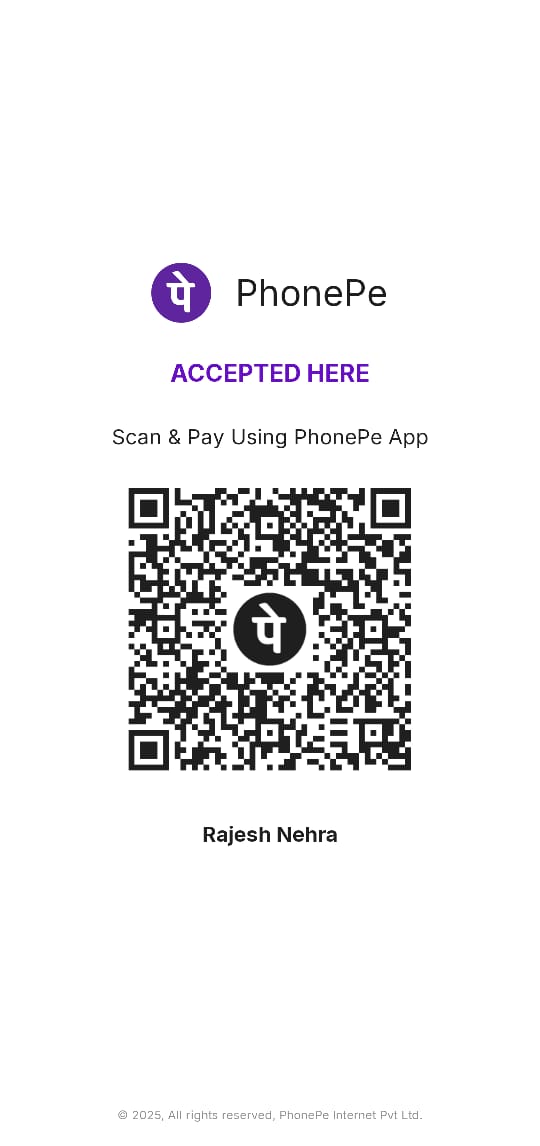 पे PhonePe
ACCEPTED HERE
Scan & Pay Using PhonePe App
पे
Rajesh Nehra
© 2025, All rights reserved, PhonePe Internet Pvt Ltd.